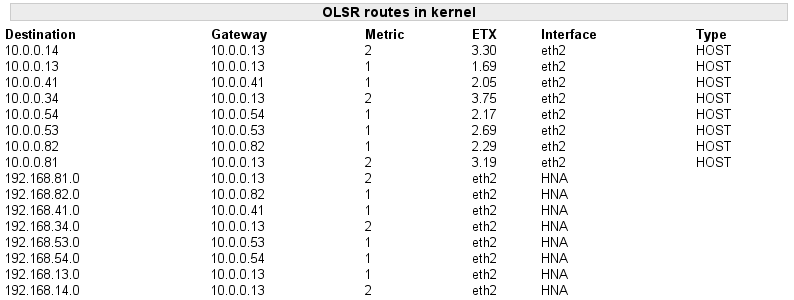 OLSR routes in kernel
Destination Gateway Metric ETX Interface Type
10.0.0.14 10.0.0.13 2 3.30 eth2 HOST
10.0.0.13 10.0.0.13 1 1.69 eth2 HOST
10.0.0.41 10.0.0.41 1 2.05 eth2 HOST
10.0.0.34 10.0.0.13 2 3.75 eth2 HOST
10.0.0.54 10.0.0.54 1 2.17 eth2 HOST
10.0.0.53 10.0.0.53 1 2.69 eth2 HOST
10.0.0.82 10.0.0.82 1 2.29 eth2 HOST
10.0.0.81 10.0.0.13 2 3.19 eth2 HOST
192.168.81.0 10.0.0.13 2 eth2 HNA
192.168.82.0 10.0.0.82 1 eth2 HNA
192.168.41.0 10.0.0.41 1 eth2 HNA
192.168.34.0 10.0.0.13 2 eth2 HNA
192.168.53.0 10.0.0.53 1 eth2 HNA
192.168.54.0 10.0.0.54 1 eth2 HNA
192.168.13.0 10.0.0.13 1 eth2 HNA
192.168.14.0 10.0.0.13 2 eth2 HNA